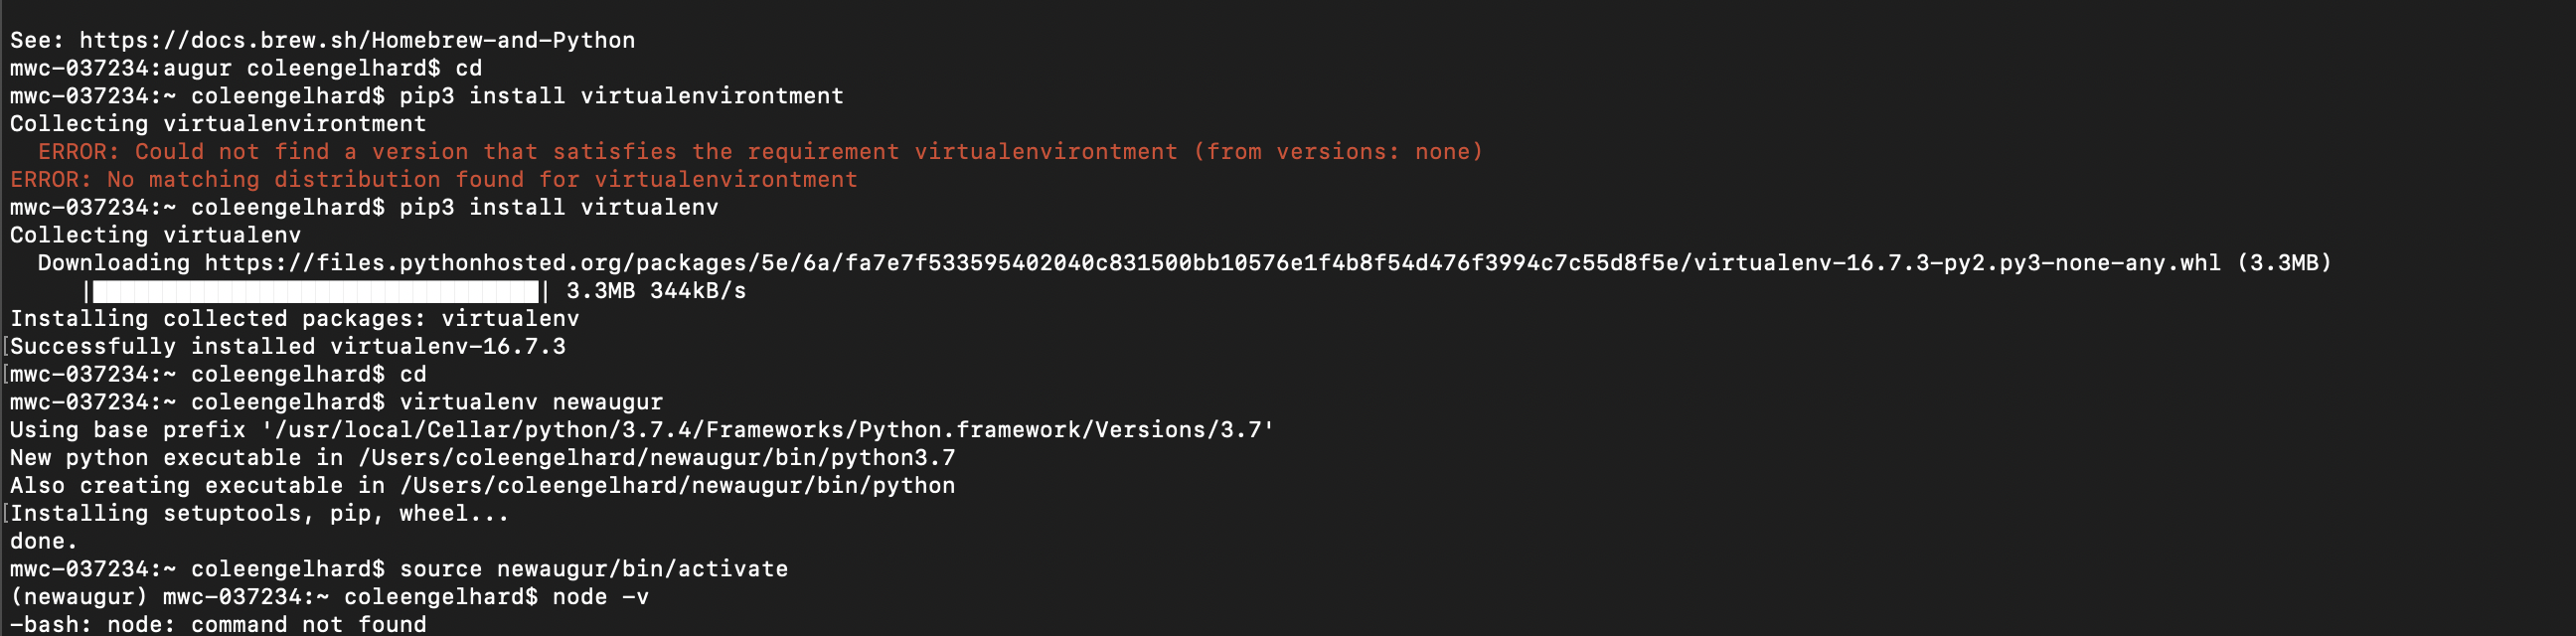 See: https://docs.brew.sh/Homebrew-and-Python
mwc-037234:augur coleengelhard$ cd
mwc-037234:~ coleengelhard$ pip3 install virtualenvirontment
Collecting virtualenvirontment
  ERROR: Could not find a version that satisfies the requirement virtualenvirontment (from versions: none)
ERROR: No matching distribution found for virtualenvirontment
mwc-037234:~ coleengelhard$ pip3 install virtualenv
Collecting virtualenv
  Downloading https://files.pythonhosted.org/packages/5e/6a/fa7e7f533595402040c831500bb10576e1f4b8f54d476f3994c7c55d8f5e/virtualenv-16.7.3-py2.py3-none-any.whl (3.3MB)
     |████████████████████████████████| 3.3MB 344kB/s
Installing collected packages: virtualenv
[Successfully installed virtualenv-16.7.3
[mwc-037234:~ coleengelhard$ cd
mwc-037234:~ coleengelhard$ virtualenv newaugur
Using base prefix '/usr/local/Cellar/python/3.7.4/Frameworks/Python.framework/Versions/3.7'
New python executable in /Users/coleengelhard/newaugur/bin/python3.7
Also creating executable in /Users/coleengelhard/newaugur/bin/python
[Installing setuptools, pip, wheel...
done.
mwc-037234:~ coleengelhard$ source newaugur/bin/activate
(newaugur) mwc-037234:~ coleengelhard$ node -v
-bash: node: command not found